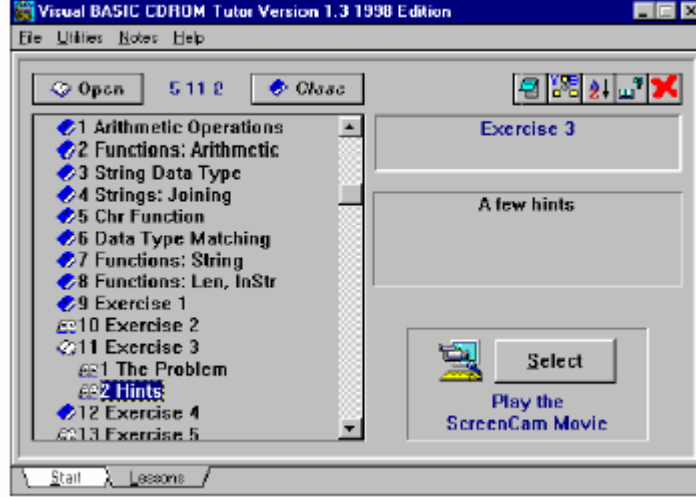 Visual BASIC CDROM Tutor Version 1.3 1998 Edition
File Utilities Notes Help
Open 5 11 2 Close
1 Arithmetic Operations
2 Functions: Arithmetic
3 String Data Type
4 Strings: Joining
5 Chr Function
6 Data Type Matching
7 Functions: String
8 Functions: Len, InStr
9 Exercise 1
10 Exercise 2
11 Exercise 3
1 The Problem
2 Hints
12 Exercise 4
13 Exercise 5
Exercise 3
A few hints
Select
Play the
ScreenCam Movie
Start Lessons